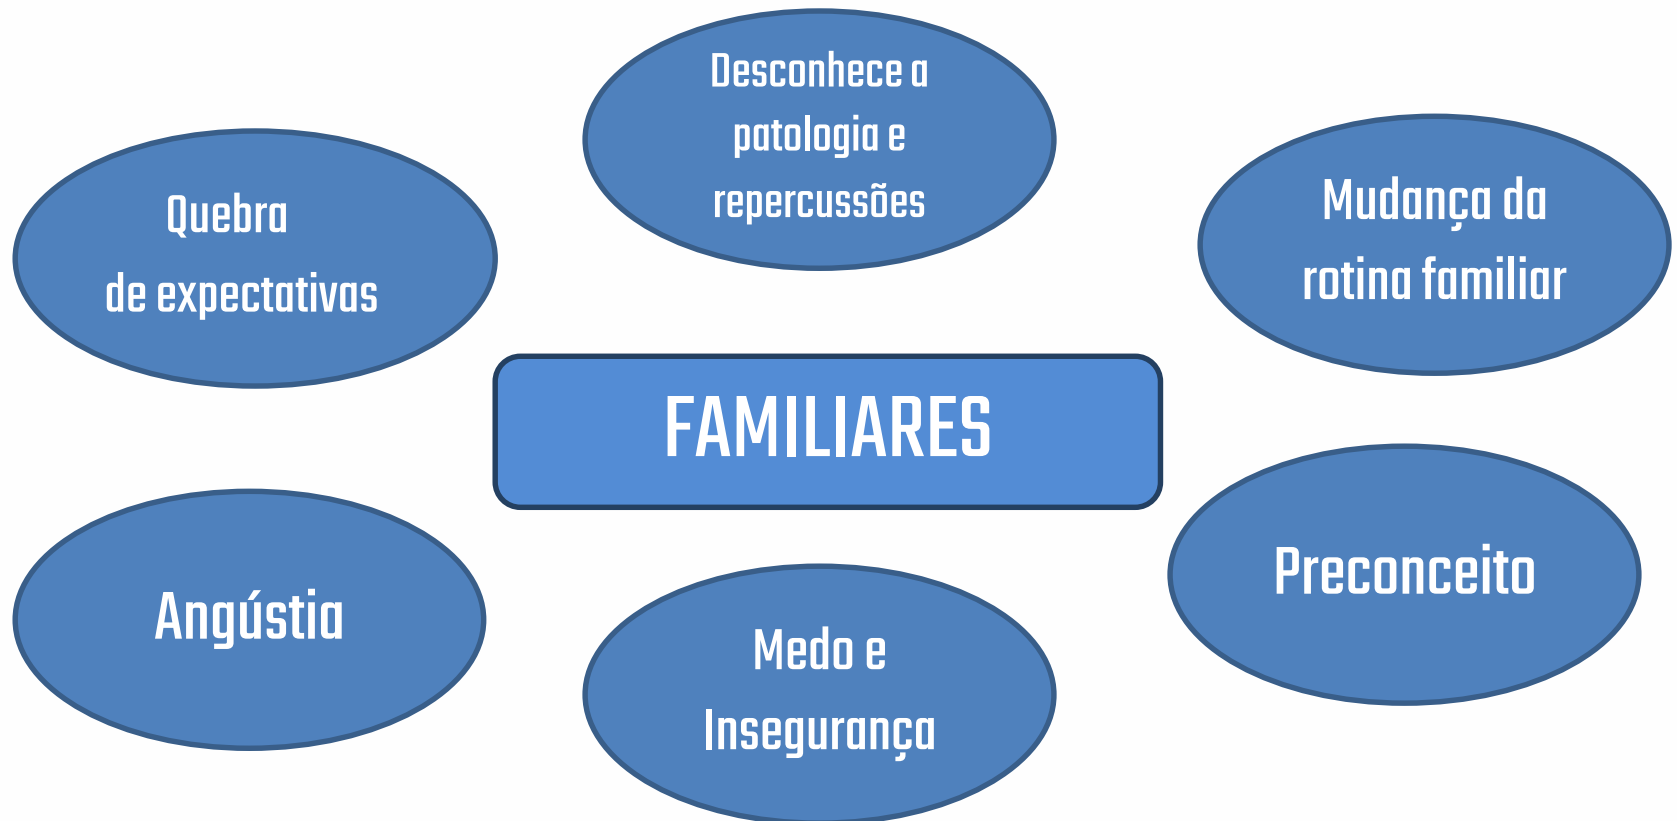 Desconhece a
patologia e
repercussões
Quebra
de expectativas
Mudança da
rotina familiar
FAMILIARES
Angústia
Medo e
Insegurança
Preconceito